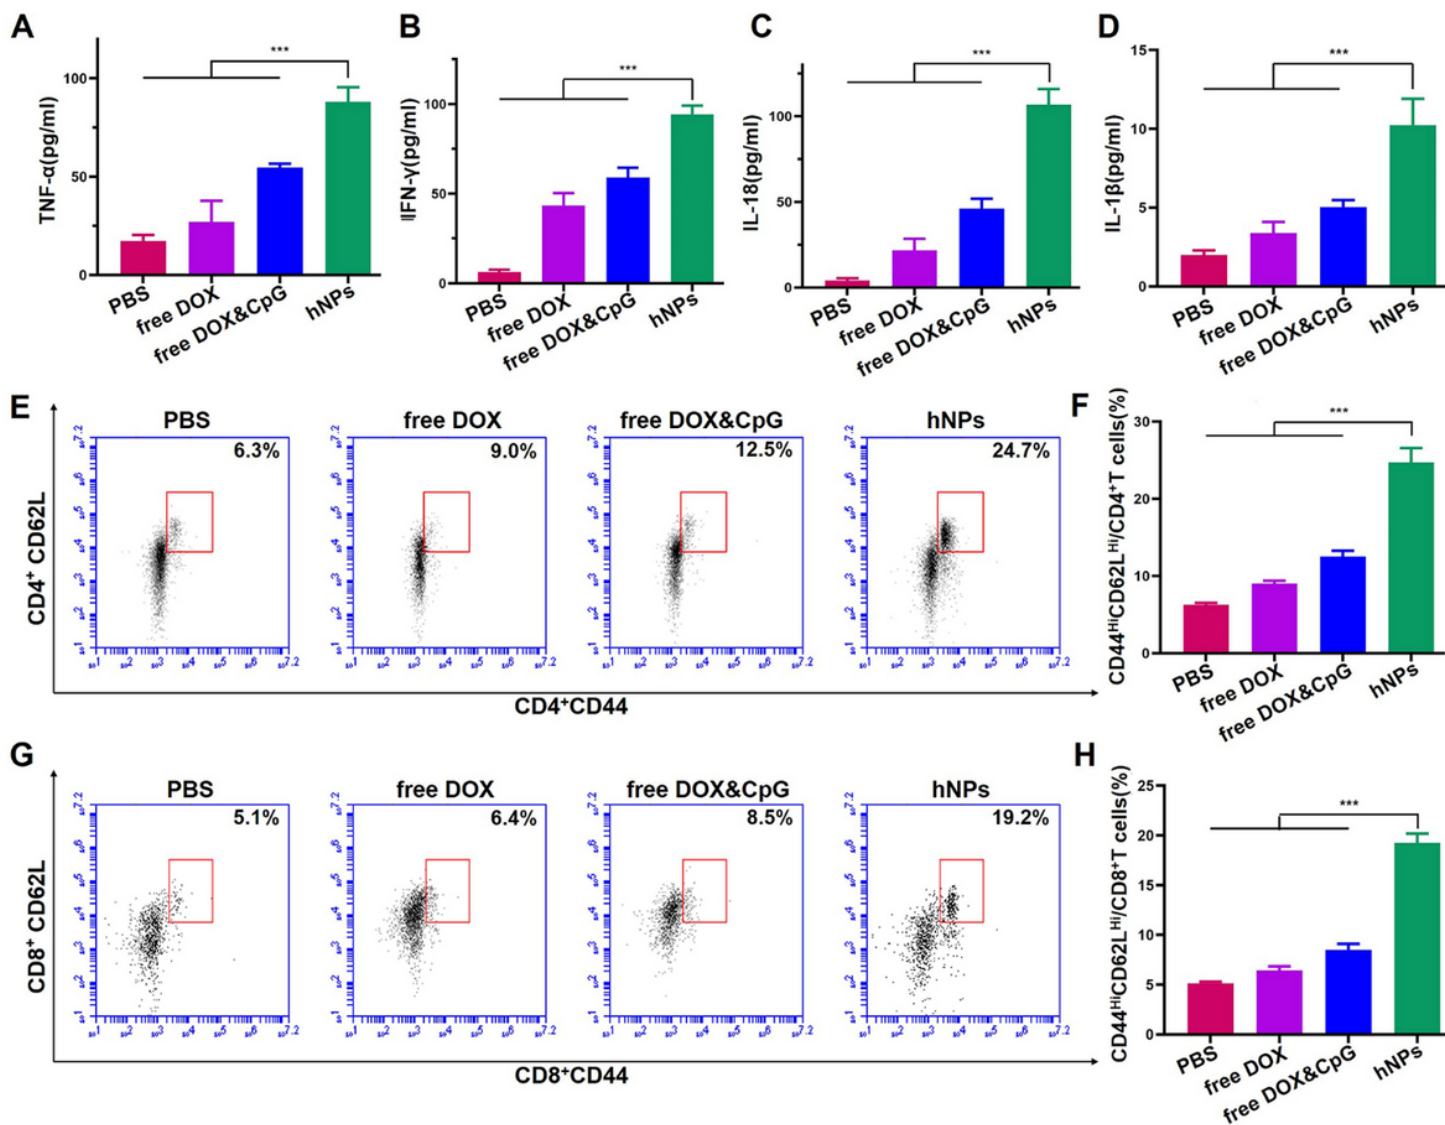 A
TNF-α(pg/ml)
100
50
0
***
PBS
free DOX
free DOX&CpG
hNPs
B
IFN-γ(pg/ml)
100
50
0
***
PBS
free DOX
free DOX&CpG
hNPs
C
IL-18(pg/ml)
100
50
0
***
PBS
free DOX
free DOX&CpG
hNPs
D
IL-1β(pg/ml)
15
10
5
0
***
PBS
free DOX
free DOX&CpG
hNPs
E
CD4⁺ CD62L
PBS
6.3%
free DOX
9.0%
free DOX&CpG
12.5%
hNPs
24.7%
CD4⁺CD44
F
CD44ᴴⁱCD62Lᴴⁱ/CD4⁺T cells(%)
30
20
10
0
***
PBS
free DOX
free DOX&CpG
hNPs
G
CD8⁺ CD62L
PBS
5.1%
free DOX
6.4%
free DOX&CpG
8.5%
hNPs
19.2%
CD8⁺CD44
H
CD44ᴴⁱCD62Lᴴⁱ/CD8⁺T cells(%)
25
20
15
10
5
0
***
PBS
free DOX
free DOX&CpG
hNPs